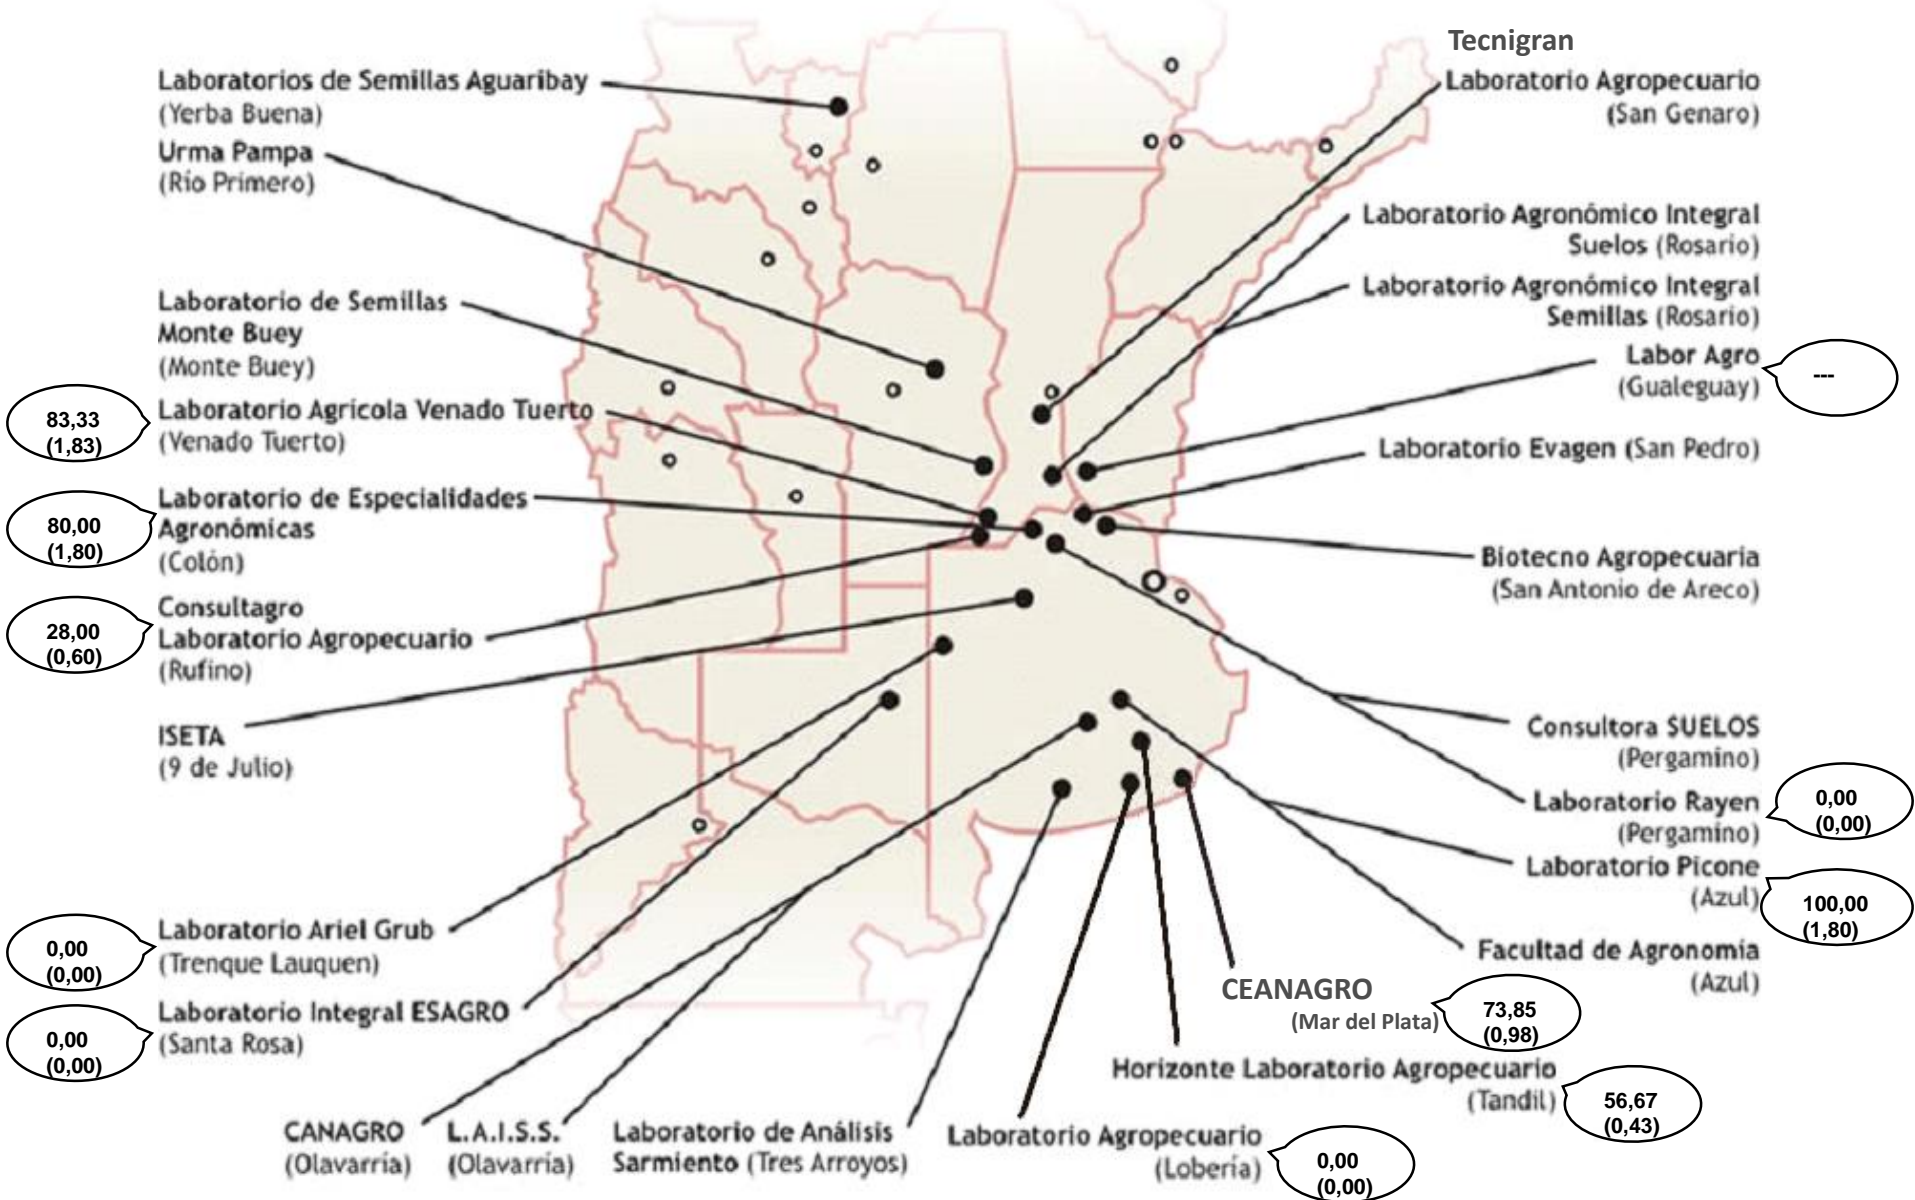 Laboratorios de Semillas Aguaribay
(Yerba Buena)
Urma Pampa
(Río Primero)
Laboratorio de Semillas
Monte Buey
(Monte Buey)
83,33
(1,83)
Laboratorio Agrícola Venado Tuerto
(Venado Tuerto)
80,00
(1,80)
Laboratorio de Especialidades
Agronómicas
(Colón)
28,00
(0,60)
Consultagro
Laboratorio Agropecuario
(Rufino)
ISETA
(9 de Julio)
0,00
(0,00)
Laboratorio Ariel Grub
(Trenque Lauquen)
0,00
(0,00)
Laboratorio Integral ESAGRO
(Santa Rosa)
CANAGRO
(Olavarría)
L.A.I.S.S.
(Olavarría)
Laboratorio de Análisis
Sarmiento (Tres Arroyos)
Laboratorio Agropecuario
(Lobería)
0,00
(0,00)
Horizonte Laboratorio Agropecuario
(Tandil)
56,67
(0,43)
CEANAGRO
(Mar del Plata)
73,85
(0,98)
Tecnigran
Laboratorio Agropecuario
(San Genaro)
Laboratorio Agronómico Integral
Suelos (Rosario)
Laboratorio Agronómico Integral
Semillas (Rosario)
Labor Agro
(Gualeguay)
---
Laboratorio Evagen (San Pedro)
Biotecno Agropecuaria
(San Antonio de Areco)
Consultora SUELOS
(Pergamino)
Laboratorio Rayen
(Pergamino)
0,00
(0,00)
Laboratorio Picone
(Azul)
100,00
(1,80)
Facultad de Agronomía
(Azul)